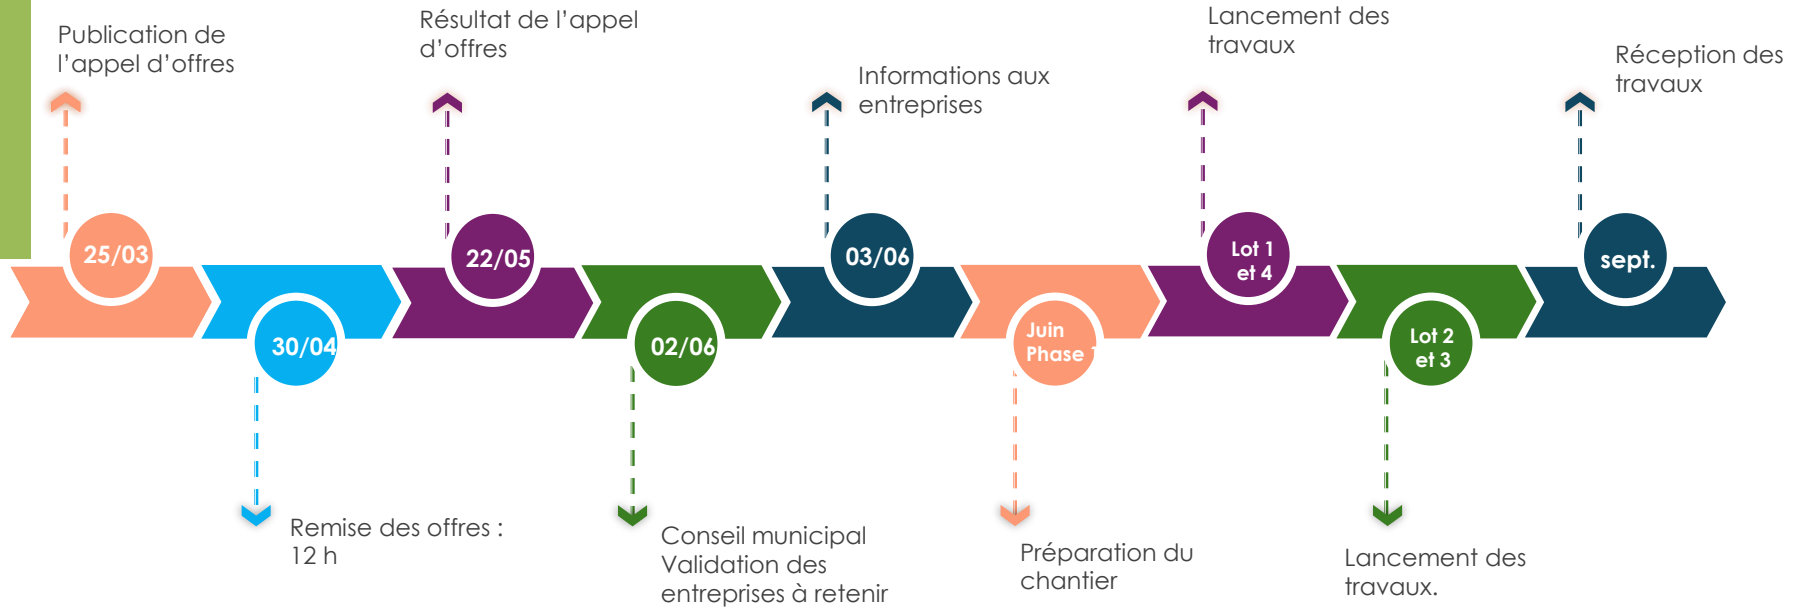 Publication de
l'appel d'offres
25/03
30/04
Remise des offres :
12 h
Résultat de l'appel
d'offres
22/05
02/06
Conseil municipal
Validation des
entreprises à retenir
Informations aux
entreprises
03/06
Juin
Phase 1
Préparation du
chantier
Lancement des
travaux
Lot 1
et 4
Lot 2
et 3
Lancement des
travaux.
Réception des
travaux
sept.